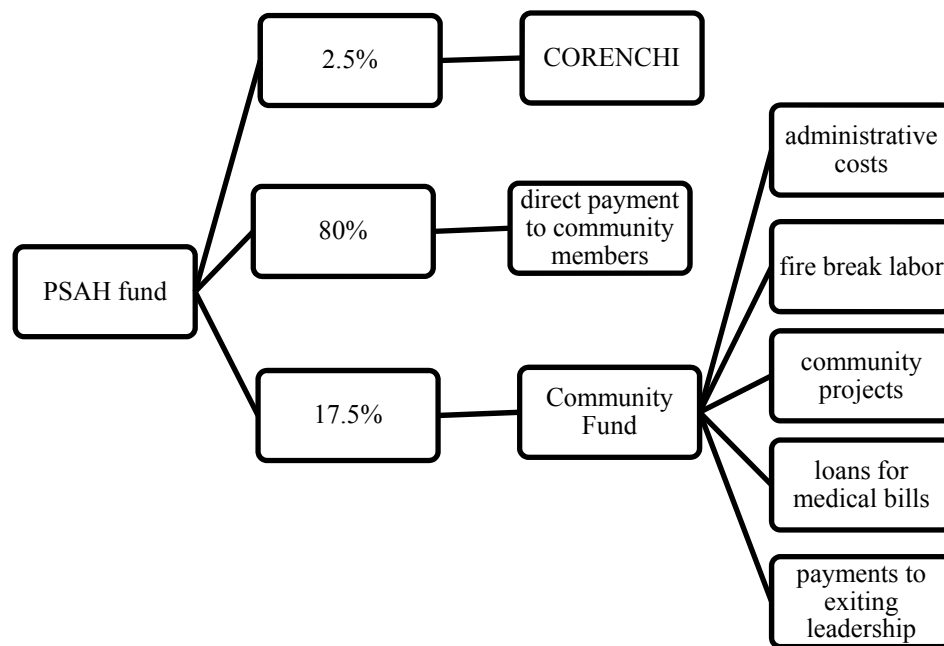 2.5%
CORENCHI
80%
direct payment
to community
members
PSAH fund
17.5%
Community
Fund
administrative
costs
fire break labor
community
projects
loans for
medical bills
payments to
exiting
leadership